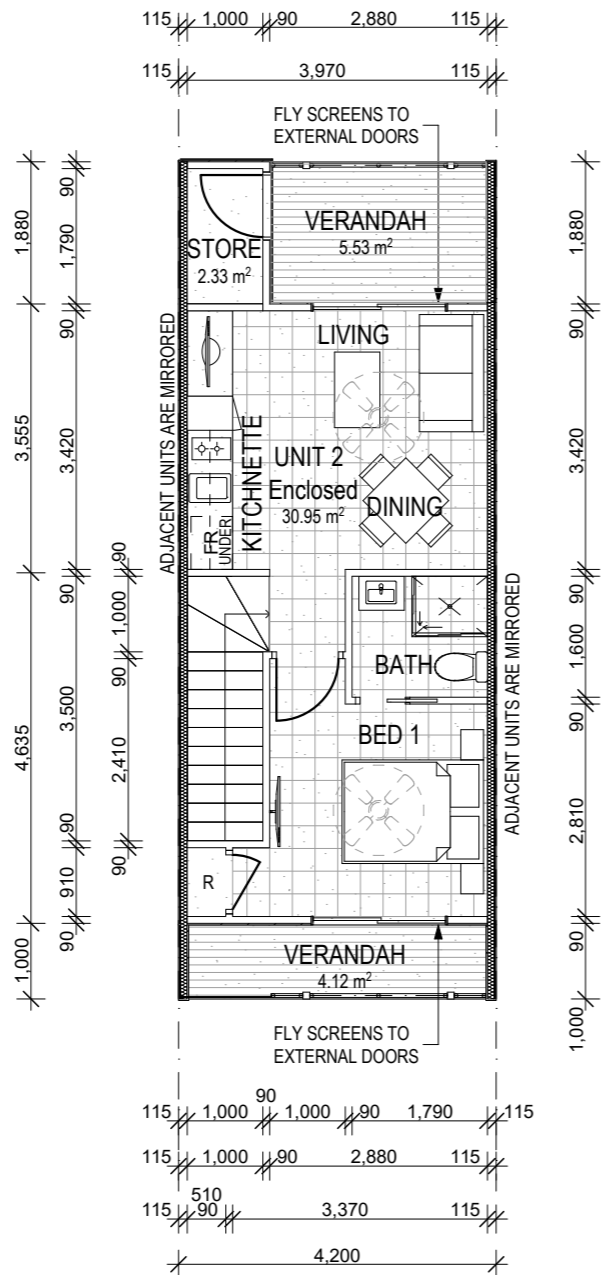 115 1,000 90 2,880 115
115 3,970 115
FLY SCREENS TO
EXTERNAL DOORS
90
1,880
1,790
90
3,555
3,420
90
90
1,000
90
4,635
3,500
2,410
90
90
910
90
1,000
ADJACENT UNITS ARE MIRRORED
STORE
2.33 m²
VERANDAH
5.53 m²
LIVING
KITCHNETTE
UNIT 2
Enclosed
30.95 m²
DINING
FR
UNDER
BATH
BED 1
R
VERANDAH
4.12 m²
ADJACENT UNITS ARE MIRRORED
1,880
90
3,420
90
1,600
90
2,810
90
1,000
FLY SCREENS TO
EXTERNAL DOORS
90
115 1,000 1,000 90 1,790 115
115 1,000 90 2,880 115
510
115 90 3,370 115
4,200